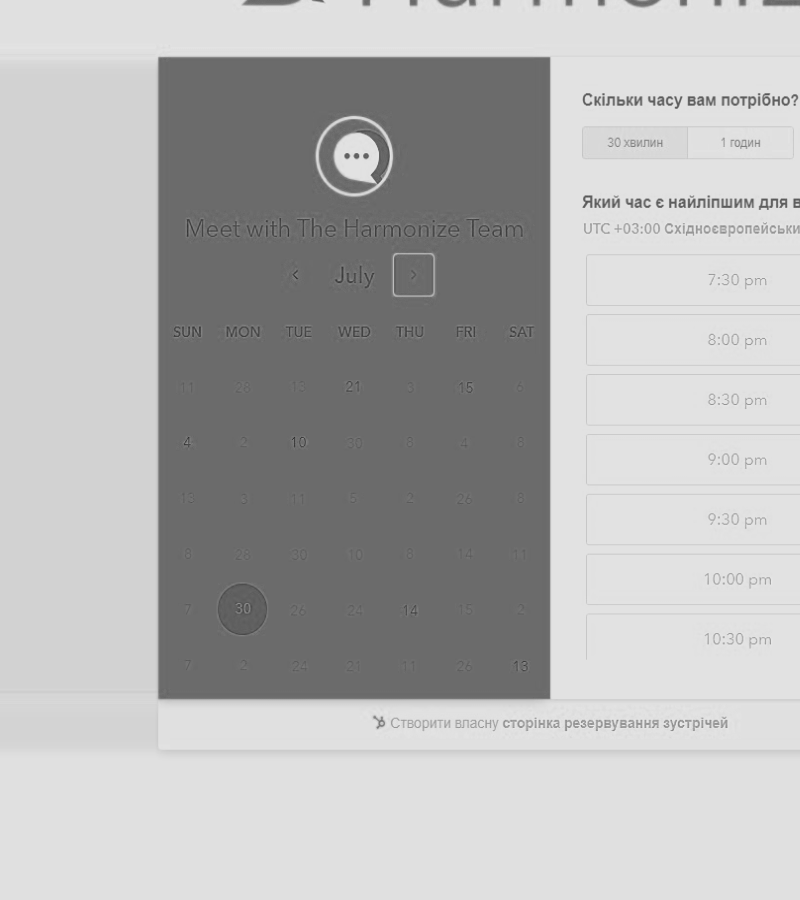 Harmoniz
Meet with The Harmonize Team
July
SUN MON TUE WED THU FRI SAT
11 28 13 21 3 15 6
4 2 10 30 8 4 8
13 3 11 5 2 26 8
8 28 30 10 8 14 11
7 30 26 24 14 15 2
7 2 24 21 11 26 13
Скільки часу вам потрібно?
30 хвилин 1 годин
Який час є найліпшим для в
UTC +03:00 Східноєвропейськи
7:30 pm
8:00 pm
8:30 pm
9:00 pm
9:30 pm
10:00 pm
10:30 pm
Створити власну сторінка резервування зустрічей